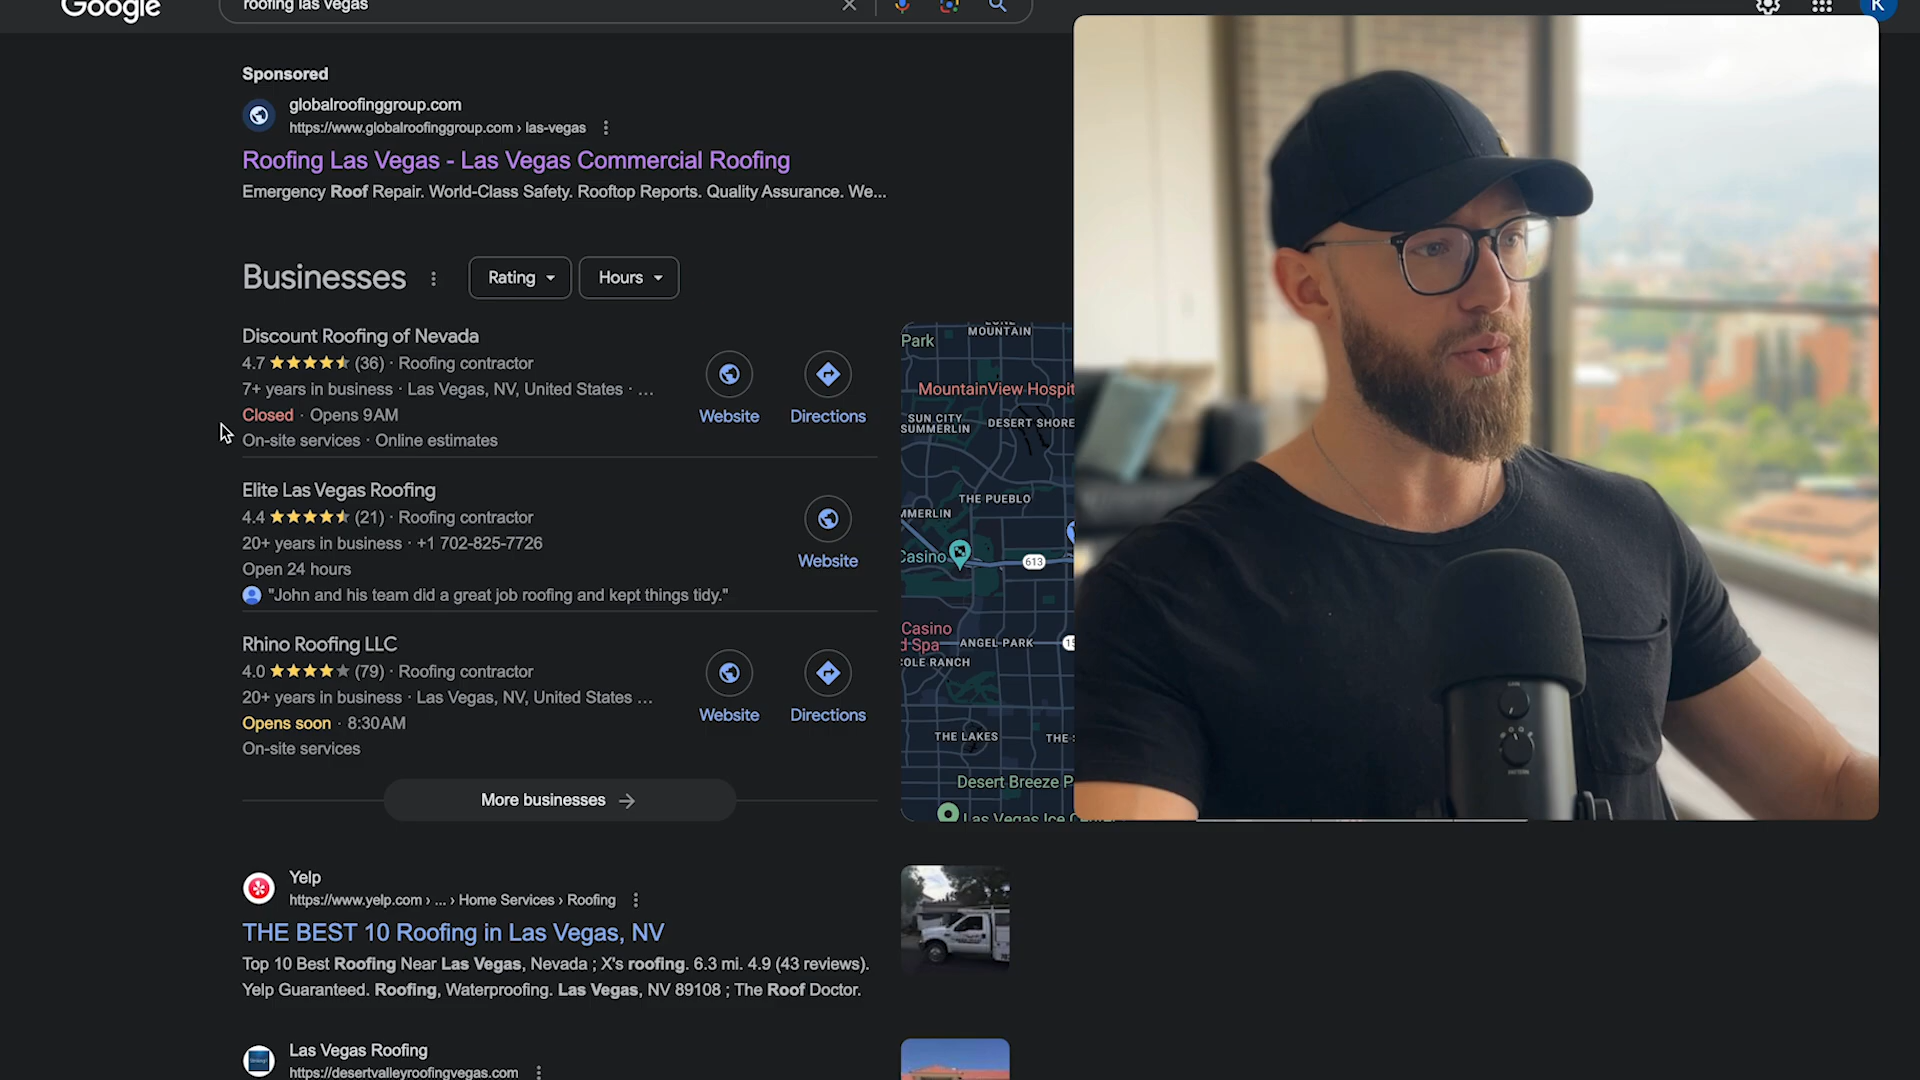 Google
roofing las vegas
K
Sponsored
globalroofinggroup.com
https://www.globalroofinggroup.com › las-vegas
Roofing Las Vegas - Las Vegas Commercial Roofing
Emergency Roof Repair. World-Class Safety. Rooftop Reports. Quality Assurance. We...
Businesses
Rating
Hours
Discount Roofing of Nevada
4.7 (36) · Roofing contractor
7+ years in business · Las Vegas, NV, United States · ...
Closed · Opens 9AM
On-site services · Online estimates
Website
Directions
Elite Las Vegas Roofing
4.4 (21) · Roofing contractor
20+ years in business · +1 702-825-7726
Open 24 hours
"John and his team did a great job roofing and kept things tidy."
Website
Rhino Roofing LLC
4.0 (79) · Roofing contractor
20+ years in business · Las Vegas, NV, United States ...
Opens soon · 8:30AM
On-site services
Website
Directions
More businesses
MOUNTAIN
Park
MountainView Hospit
SUN CITY
SUMMERLIN
DESERT SHORE
THE PUEBLO
MMERLIN
Casino
613
Casino
d Spa
ANGEL PARK
COLE RANCH
THE LAKES
THE
Desert Breeze P
Las Vegas Ice
Yelp
https://www.yelp.com › ... › Home Services › Roofing
THE BEST 10 Roofing in Las Vegas, NV
Top 10 Best Roofing Near Las Vegas, Nevada ; X's roofing. 6.3 mi. 4.9 (43 reviews).
Yelp Guaranteed. Roofing, Waterproofing. Las Vegas, NV 89108 ; The Roof Doctor.
Las Vegas Roofing
https://desertvalleyroofingvegas.com